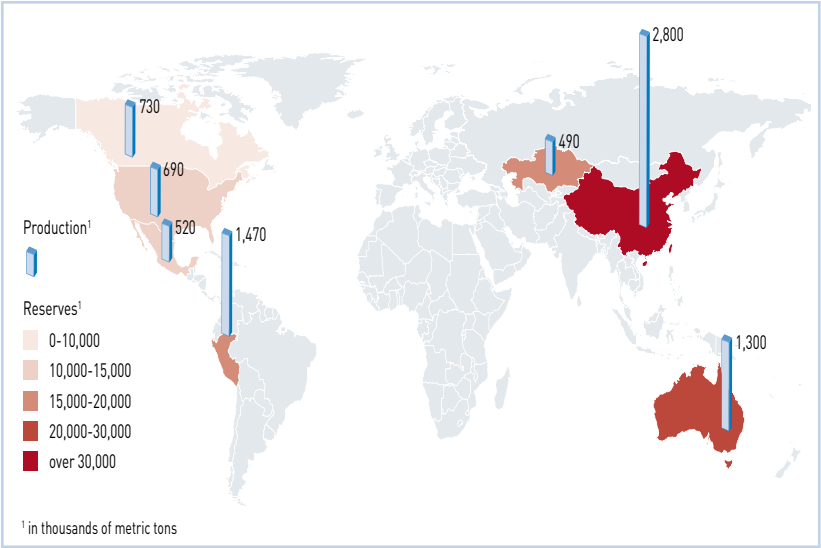 2,800
730
490
690
520
1,470
Production¹
1,300
Reserves¹
0-10,000
10,000-15,000
15,000-20,000
20,000-30,000
over 30,000
¹ in thousands of metric tons